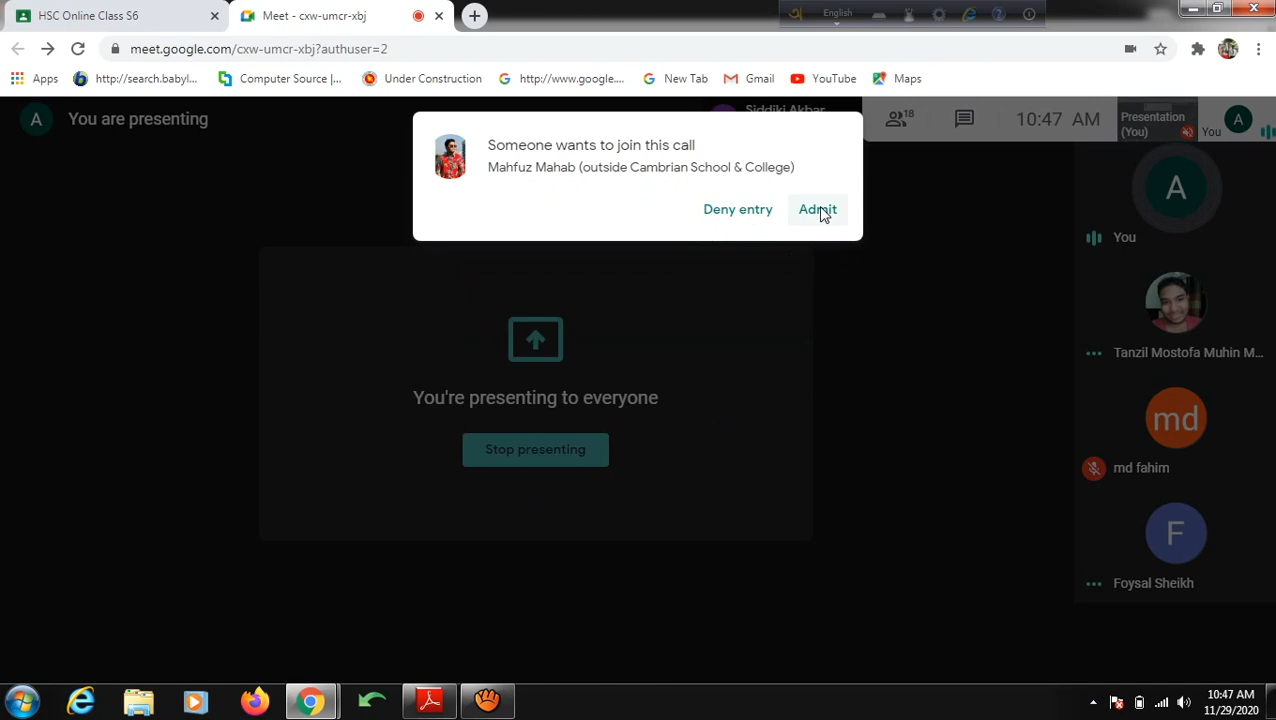 HSC Online Class S6
Meet - cxw-umcr-xbj
English
meet.google.com/cxw-umcr-xbj?authuser=2
Apps
http://search.babyl...
Computer Source |...
Under Construction
http://www.google....
New Tab
Gmail
YouTube
Maps
A
You are presenting
Siddiki Akbar
18
10:47 AM
Presentation
(You)
You
A
Someone wants to join this call
Mahfuz Mahab (outside Cambrian School & College)
Deny entry
Admit
A
You
You're presenting to everyone
Stop presenting
Tanzil Mostofa Muhin M...
md
md fahim
F
Foysal Sheikh
10:47 AM
11/29/2020